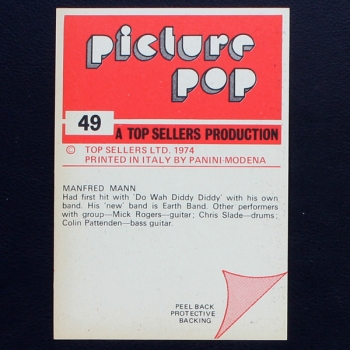 picture
pop
49
A TOP SELLERS PRODUCTION
© TOP SELLERS LTD. 1974
PRINTED IN ITALY BY PANINI-MODENA
MANFRED MANN
Had first hit with 'Do Wah Diddy Diddy' with his own
band. His 'new' band is Earth Band. Other performers
with group—Mick Rogers—guitar; Chris Slade—drums;
Colin Pattenden—bass guitar.
PEEL BACK
PROTECTIVE
BACKING